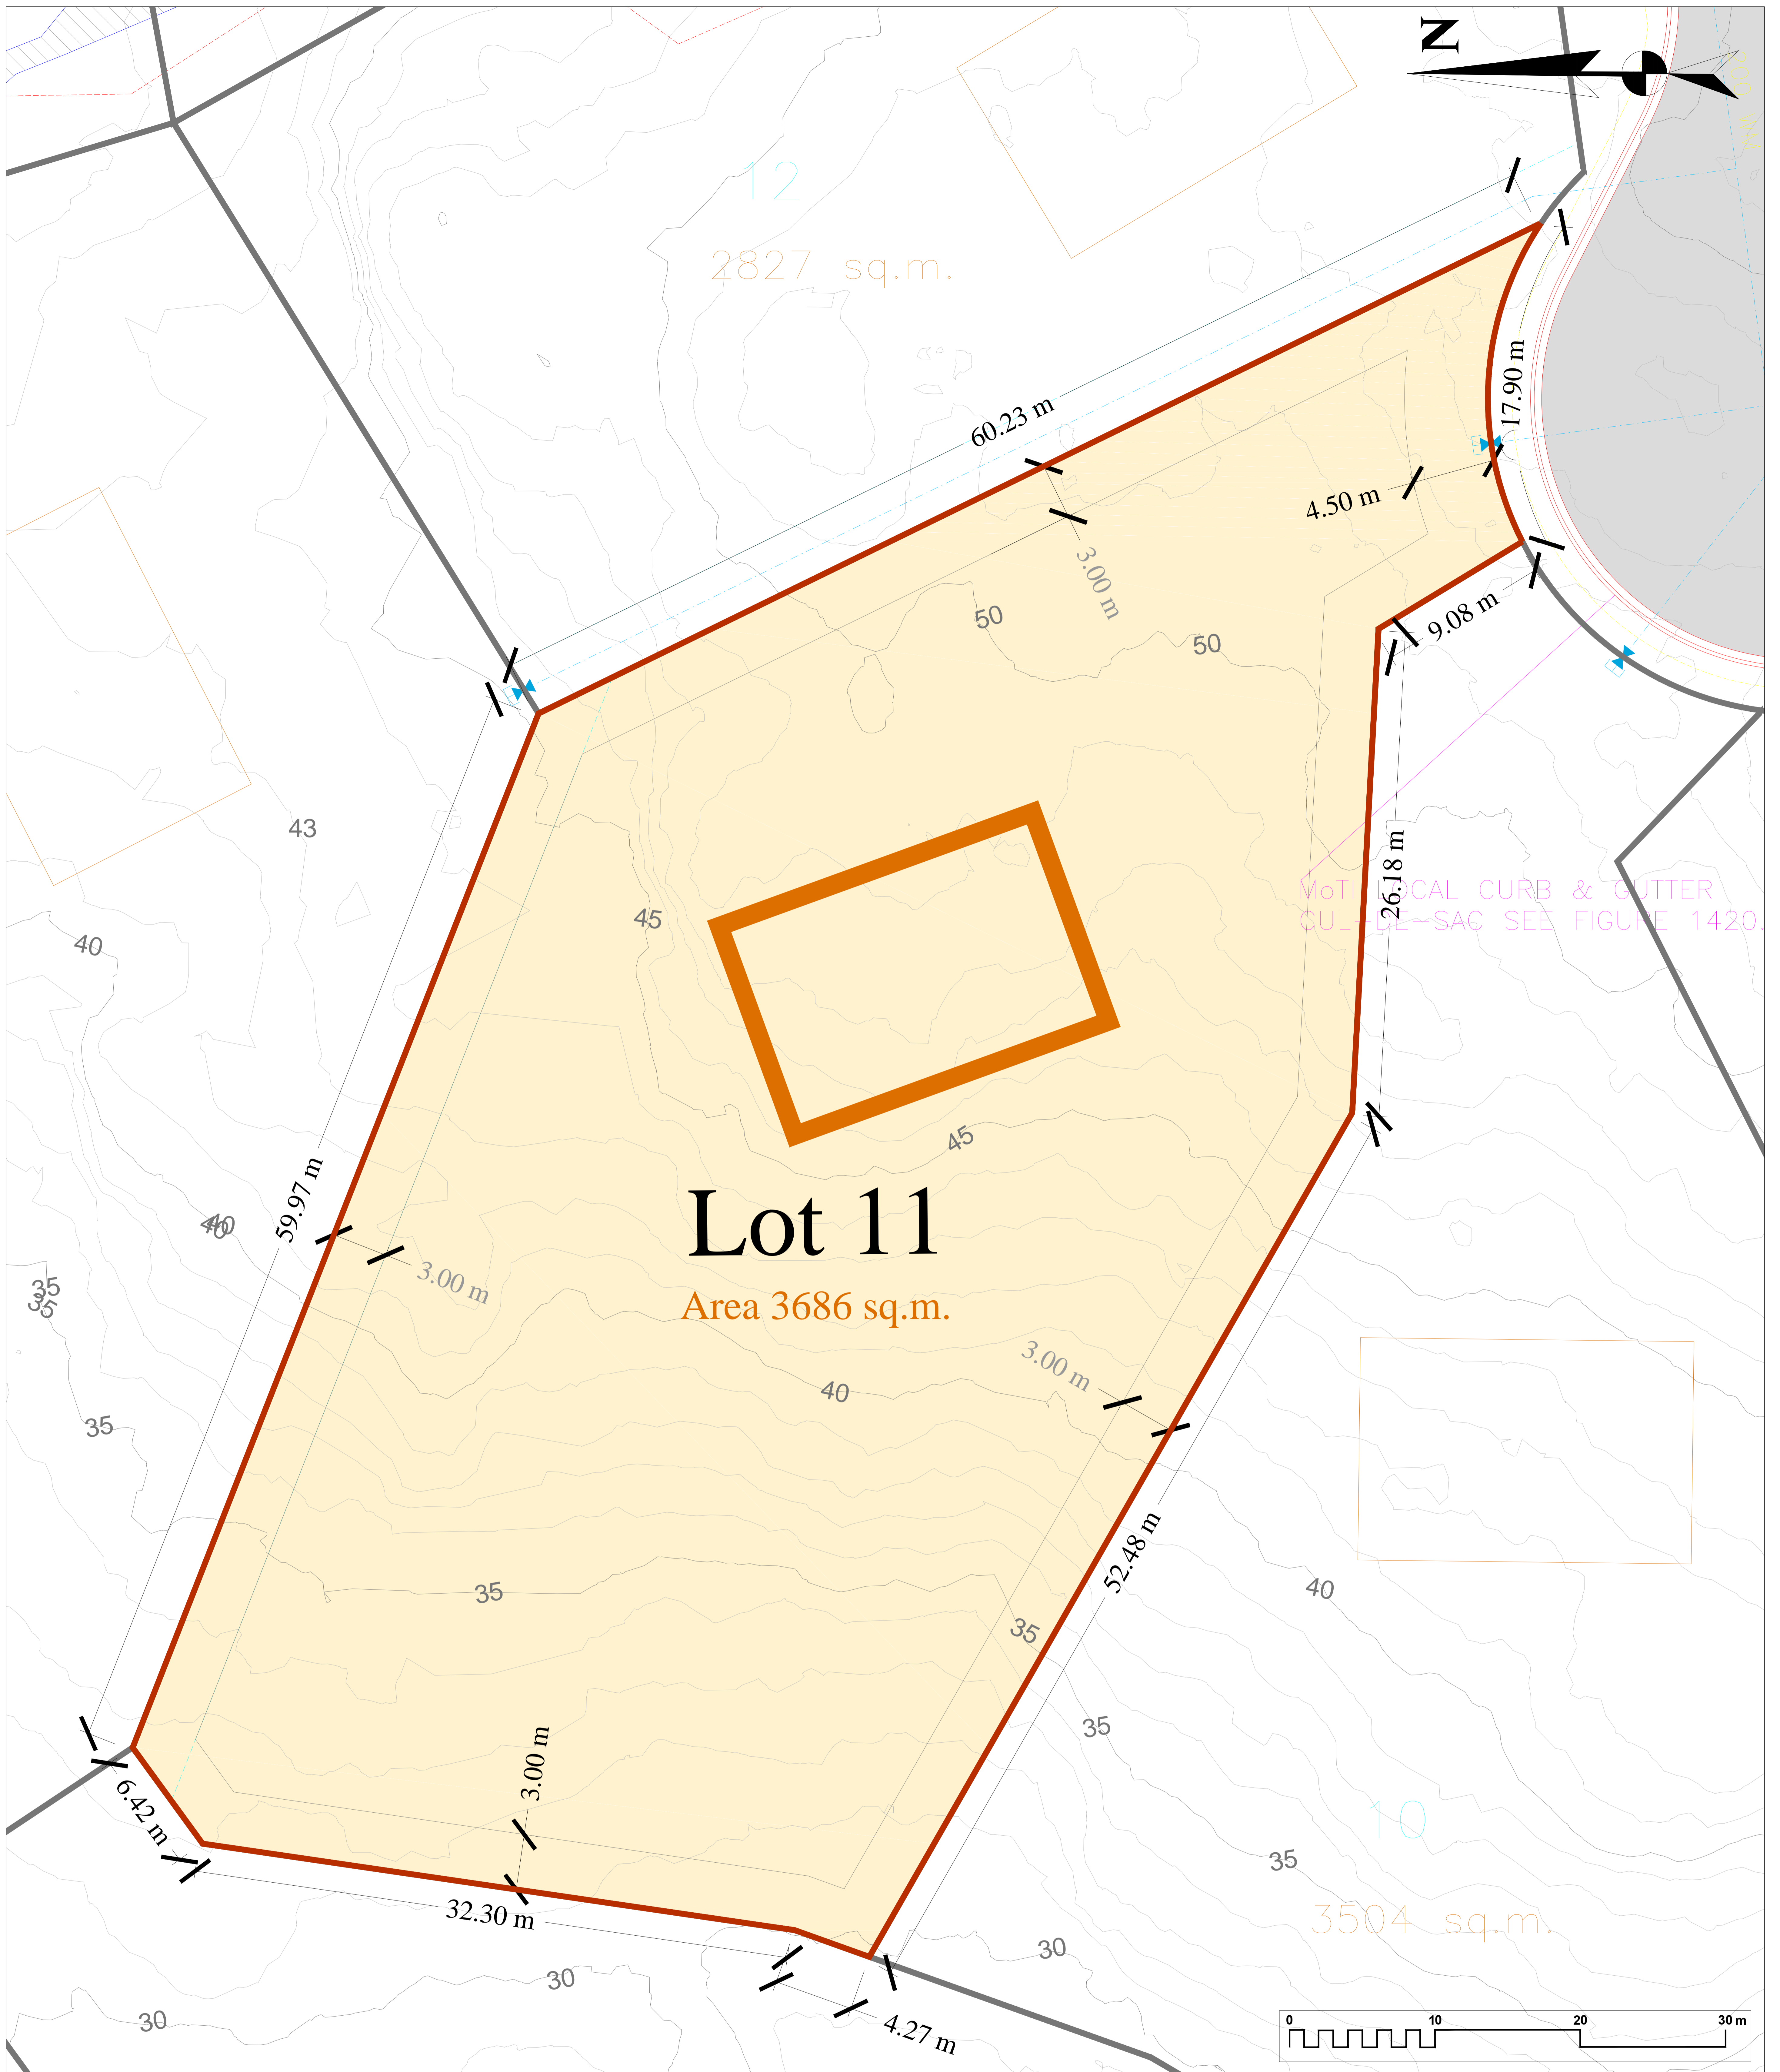 N
12
2827 sq.m.
60.23 m
17.90 m
4.50 m
3.00 m
9.08 m
50
50
43
45
40
26.18 m
MoTI LOCAL CURB & GUTTER
CUL-DE-SAC SEE FIGURE 1420.
45
59.97 m
40
40
Lot 11
3.00 m
Area 3686 sq.m.
35
35
3.00 m
40
35
52.48 m
35
40
35
35
3.00 m
6.42 m
10
35
32.30 m
3504 sq.m.
30
30
30
4.27 m
0 10 20 30 m